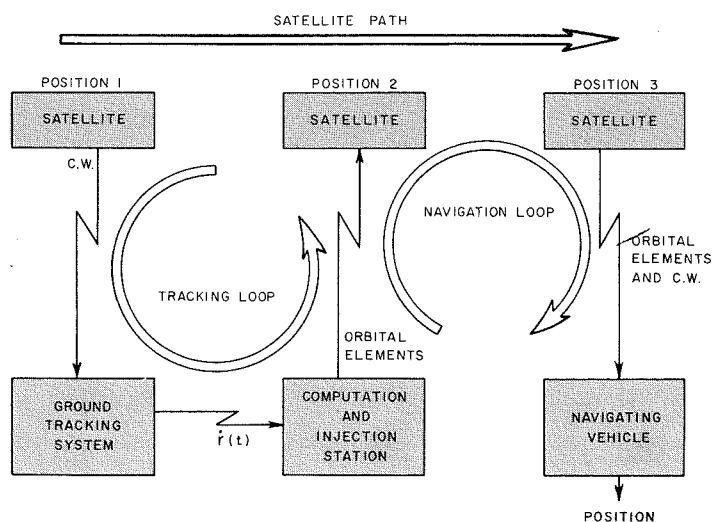 SATELLITE PATH
POSITION 1
POSITION 2
POSITION 3
SATELLITE
SATELLITE
SATELLITE
C.W.
NAVIGATION LOOP
ORBITAL
ELEMENTS
AND C.W.
TRACKING LOOP
ORBITAL
ELEMENTS
GROUND
TRACKING
SYSTEM
ṙ(t)
COMPUTATION
AND
INJECTION
STATION
NAVIGATING
VEHICLE
POSITION